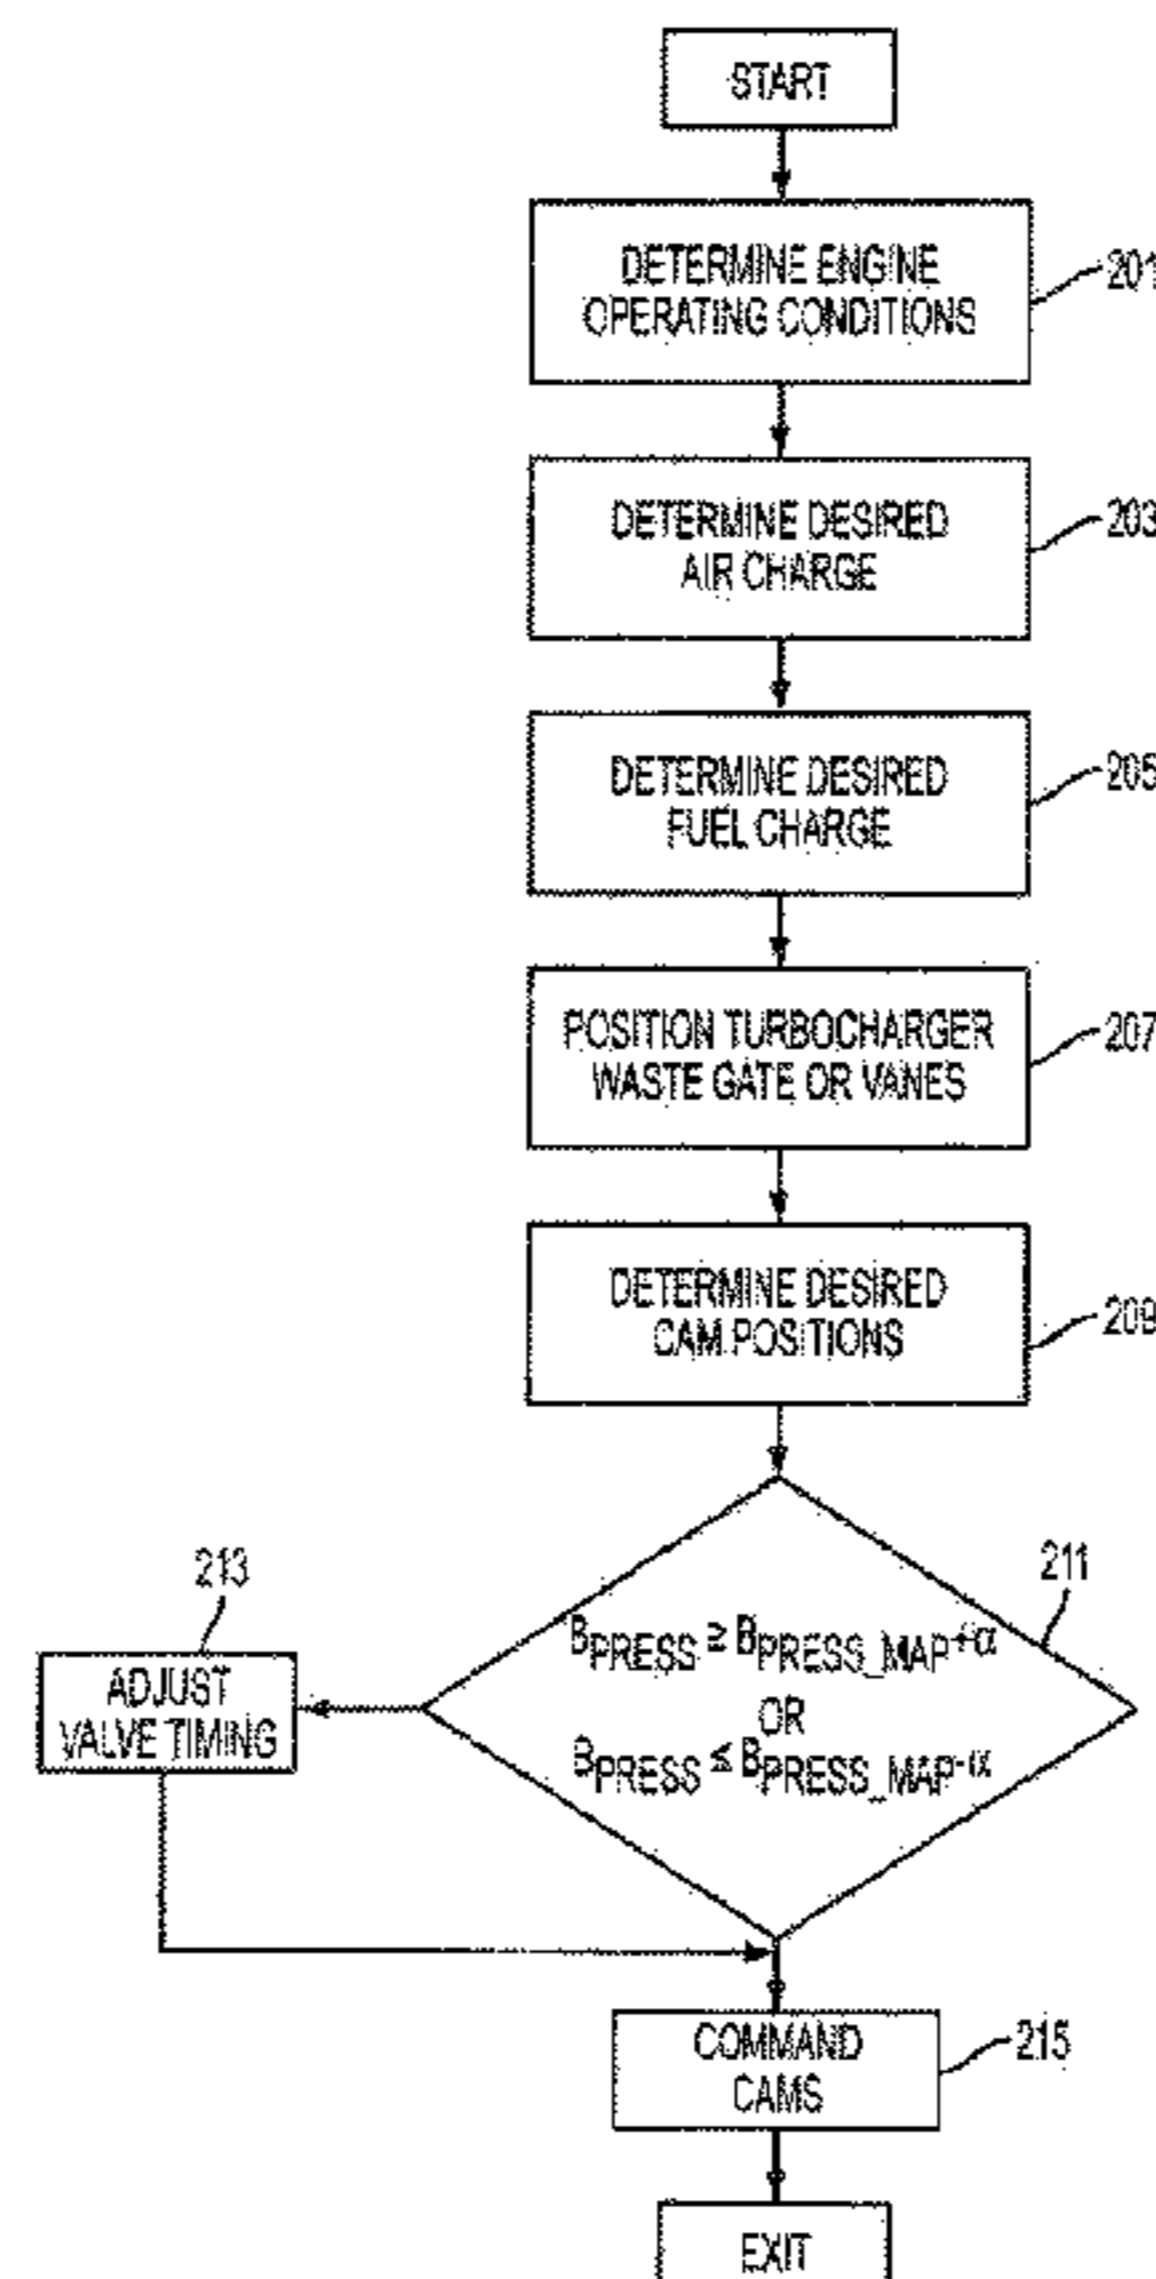 START
DETERMINE ENGINE
OPERATING CONDITIONS
201
DETERMINE DESIRED
AIR CHARGE
203
DETERMINE DESIRED
FUEL CHARGE
205
POSITION TURBOCHARGER
WASTE GATE OR VANES
207
DETERMINE DESIRED
CAM POSITIONS
209
211
BPRESS ≥ BPRESS_MAP+α
OR
BPRESS ≤ BPRESS_MAP-α
213
ADJUST
VALVE TIMING
COMMAND
CAMS
215
EXIT